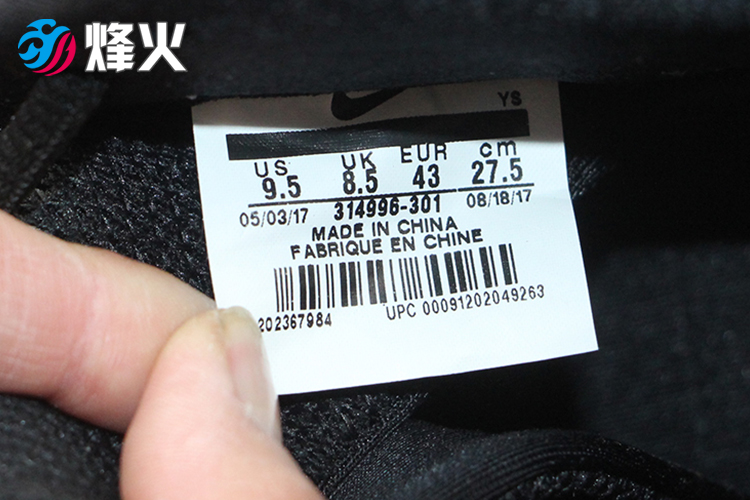 烽火
YS
US UK EUR cm
9.5 8.5 43 27.5
05/03/17 314996-301 08/18/17
MADE IN CHINA
FABRIQUE EN CHINE
202367984 UPC 00091202049263